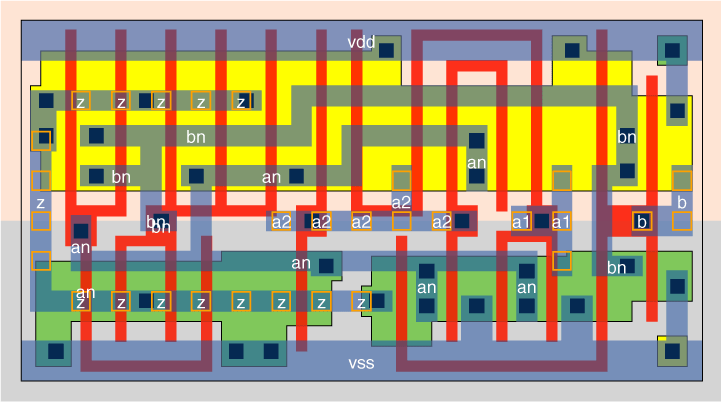 vdd
z z z z z
bn bn
an
bn an
z a2 b
a2 a2 a2 a2 a1 a1 b
bn
bn
an
an bn
an an an
z z z z z z z z
vss